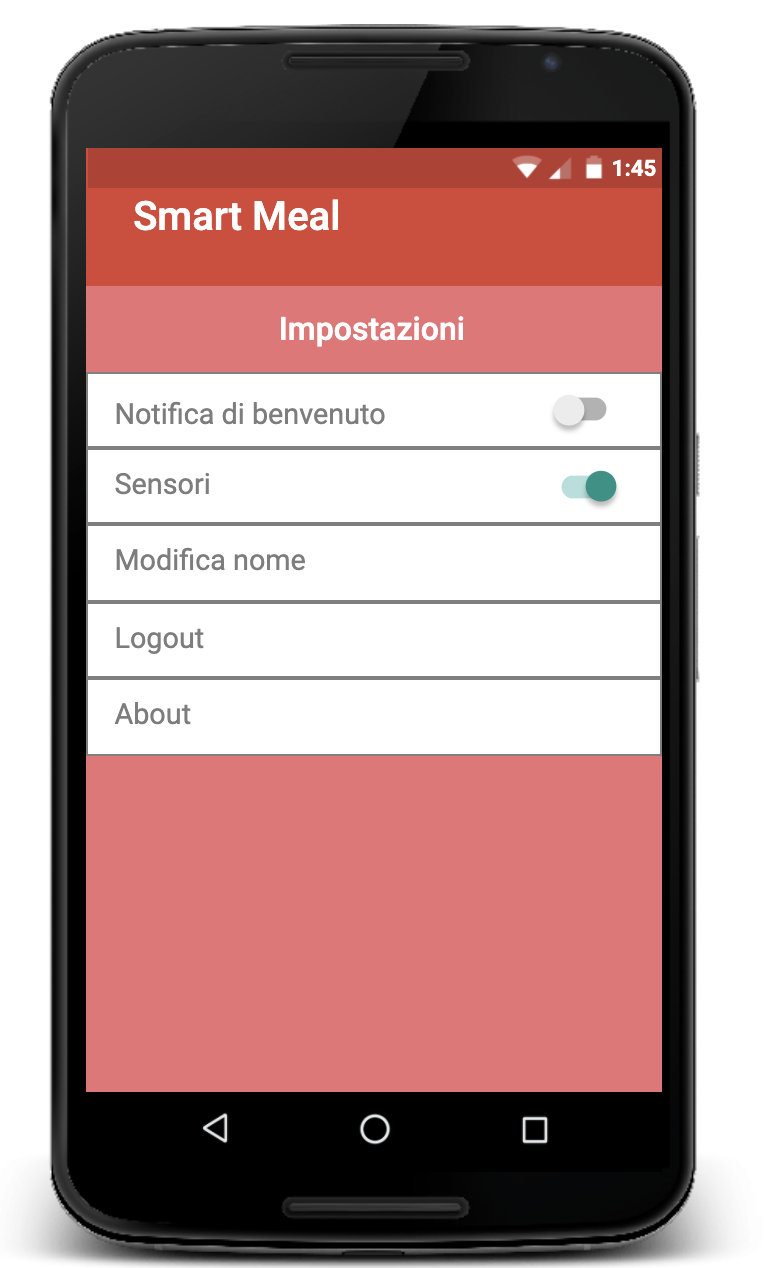 1:45
Smart Meal
Impostazioni
Notifica di benvenuto
Sensori
Modifica nome
Logout
About